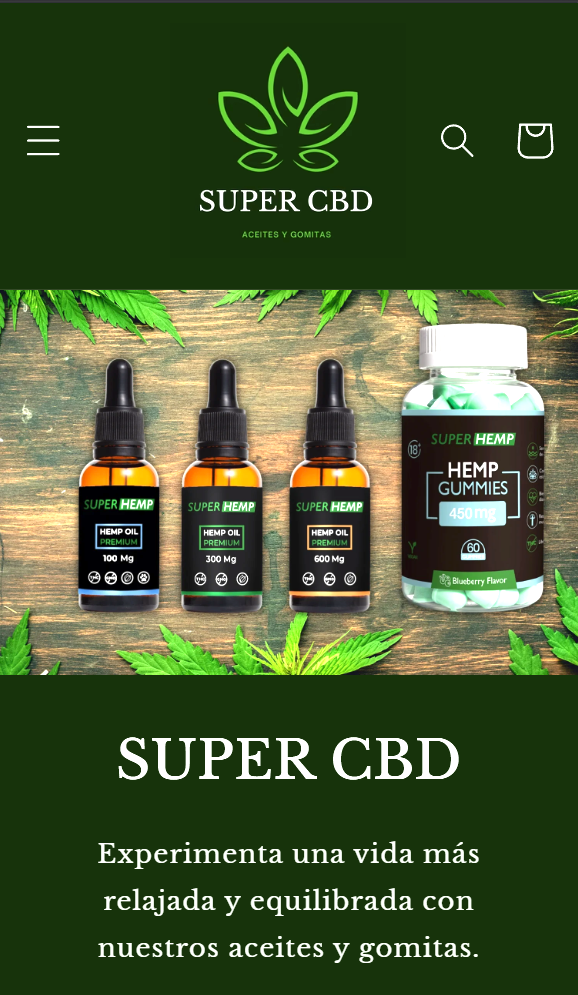 SUPER CBD
ACEITES Y GOMITAS
SUPER HEMP
HEMP OIL
PREMIUM
100 Mg
SUPER HEMP
HEMP OIL
PREMIUM
300 Mg
SUPER HEMP
HEMP OIL
PREMIUM
600 Mg
18
SUPER HEMP
HEMP
GUMMIES
450 mg
60
Blueberry Flavor
SUPER CBD
Experimenta una vida más
relajada y equilibrada con
nuestros aceites y gomitas.